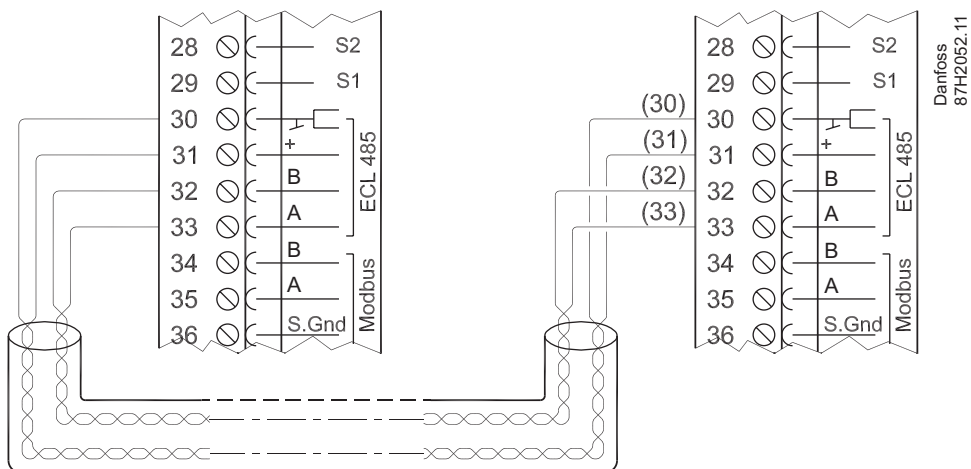 28 S2
29 S1
30
31 +
32 B
33 A
ECL 485
34 B
35 A
36 S.Gnd
Modbus
28 S2
29 S1
(30) 30
(31) 31 +
(32) 32 B
(33) 33 A
ECL 485
34 B
35 A
36 S.Gnd
Modbus
Danfoss
87H2052.11